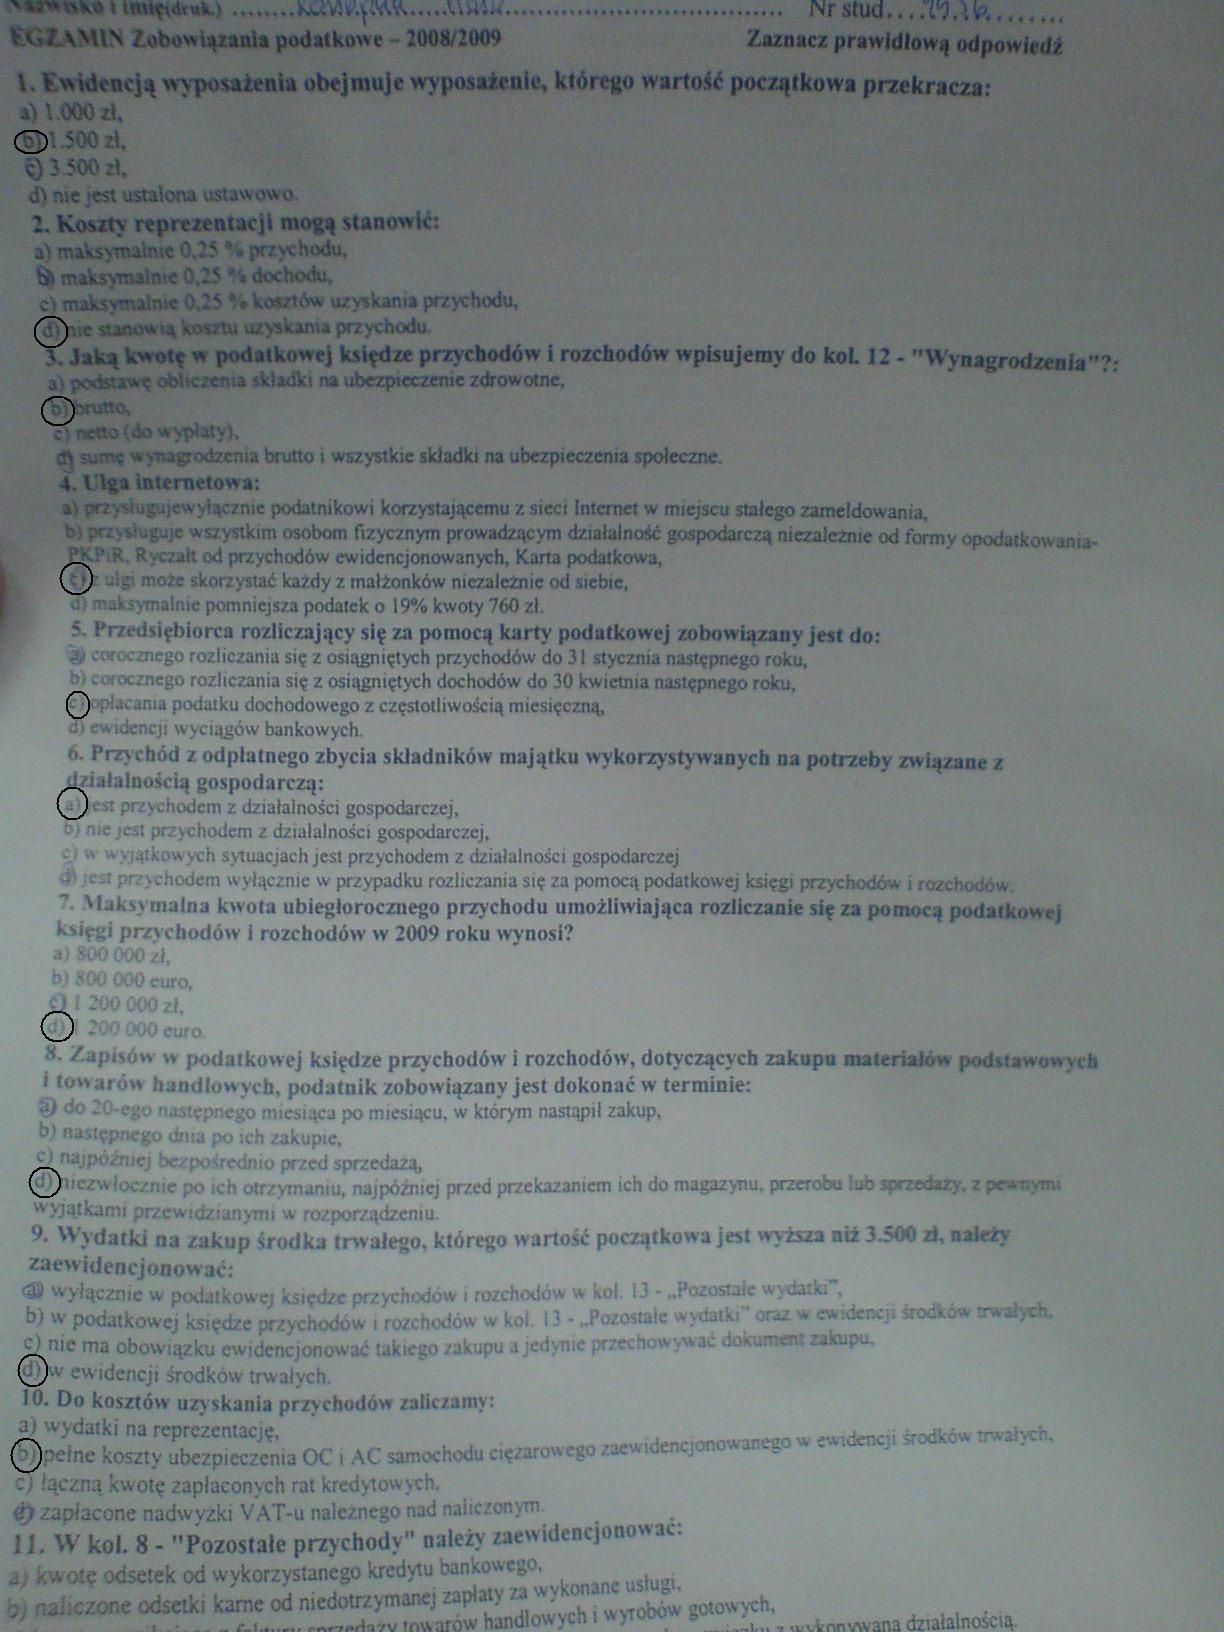 Nazwisko i imię(druk.) ........ Nr stud....
EGZAMIN Zobowiązania podatkowe – 2008/2009 Zaznacz prawidłową odpowiedź
1. Ewidencją wyposażenia obejmuje wyposażenie, którego wartość początkowa przekracza:
a) 1.000 zł,
b) 1.500 zł,
c) 3.500 zł,
d) nie jest ustalona ustawowo.
2. Koszty reprezentacji mogą stanowić:
a) maksymalnie 0,25 % przychodu,
b) maksymalnie 0,25 % dochodu,
c) maksymalnie 0,25 % kosztów uzyskania przychodu,
d) nie stanowią kosztu uzyskania przychodu.
3. Jaką kwotę w podatkowej księdze przychodów i rozchodów wpisujemy do kol. 12 - "Wynagrodzenia"?:
a) podstawę obliczenia składki na ubezpieczenie zdrowotne,
b) brutto,
c) netto (do wypłaty),
d) sumę wynagrodzenia brutto i wszystkie składki na ubezpieczenia społeczne.
4. Ulga internetowa:
a) przysługujewyłącznie podatnikowi korzystającemu z sieci Internet w miejscu stałego zameldowania,
b) przysługuje wszystkim osobom fizycznym prowadzącym działalność gospodarczą niezależnie od formy opodatkowania-
PKPiR, Ryczałt od przychodów ewidencjonowanych, Karta podatkowa,
c) z ulgi może skorzystać każdy z małżonków niezależnie od siebie,
d) maksymalnie pomniejsza podatek o 19% kwoty 760 zł.
5. Przedsiębiorca rozliczający się za pomocą karty podatkowej zobowiązany jest do:
a) corocznego rozliczania się z osiągniętych przychodów do 31 stycznia następnego roku,
b) corocznego rozliczania się z osiągniętych dochodów do 30 kwietnia następnego roku,
c) opłacania podatku dochodowego z częstotliwością miesięczną,
d) ewidencji wyciągów bankowych.
6. Przychód z odpłatnego zbycia składników majątku wykorzystywanych na potrzeby związane z
działalnością gospodarczą:
a) jest przychodem z działalności gospodarczej,
b) nie jest przychodem z działalności gospodarczej,
c) w wyjątkowych sytuacjach jest przychodem z działalności gospodarczej
d) jest przychodem wyłącznie w przypadku rozliczania się za pomocą podatkowej księgi przychodów i rozchodów.
7. Maksymalna kwota ubiegłorocznego przychodu umożliwiająca rozliczanie się za pomocą podatkowej
księgi przychodów i rozchodów w 2009 roku wynosi?
a) 800 000 zł,
b) 800 000 euro,
c) 1 200 000 zł,
d) 1 200 000 euro.
8. Zapisów w podatkowej księdze przychodów i rozchodów, dotyczących zakupu materiałów podstawowych
i towarów handlowych, podatnik zobowiązany jest dokonać w terminie:
a) do 20-ego następnego miesiąca po miesiącu, w którym nastąpił zakup,
b) następnego dnia po ich zakupie,
c) najpóźniej bezpośrednio przed sprzedażą,
d) niezwłocznie po ich otrzymaniu, najpóźniej przed przekazaniem ich do magazynu, przerobu lub sprzedaży, z pewnymi
wyjątkami przewidzianymi w rozporządzeniu.
9. Wydatki na zakup środka trwałego, którego wartość początkowa jest wyższa niż 3.500 zł, należy
zaewidencjonować:
a) wyłącznie w podatkowej księdze przychodów i rozchodów w kol. 13 - „Pozostałe wydatki”,
b) w podatkowej księdze przychodów i rozchodów w kol. 13 - „Pozostałe wydatki” oraz w ewidencji środków trwałych,
c) nie ma obowiązku ewidencjonować takiego zakupu a jedynie przechowywać dokument zakupu,
d) w ewidencji środków trwałych.
10. Do kosztów uzyskania przychodów zaliczamy:
a) wydatki na reprezentację,
b) pełne koszty ubezpieczenia OC i AC samochodu ciężarowego zaewidencjonowanego w ewidencji środków trwałych,
c) łączną kwotę zapłaconych rat kredytowych,
d) zapłacone nadwyżki VAT-u należnego nad naliczonym.
11. W kol. 8 - "Pozostałe przychody" należy zaewidencjonować:
a) kwotę odsetek od wykorzystanego kredytu bankowego,
b) naliczone odsetki karne od niedotrzymanej zapłaty za wykonane usługi,
sprzedaży towarów handlowych i wyrobów gotowych,
z wykonywaną działalnością.